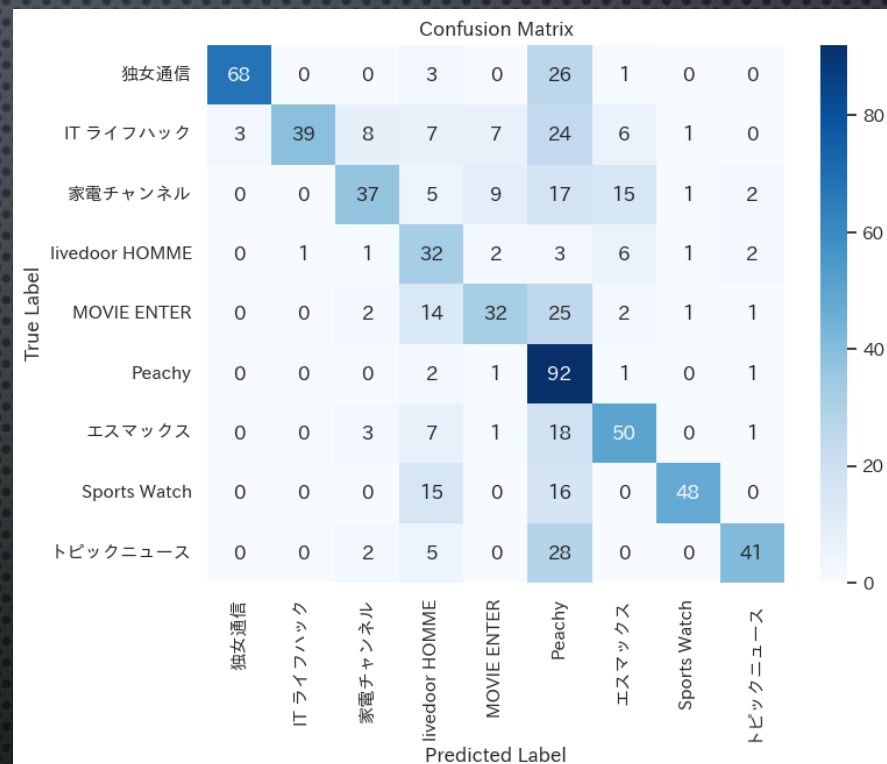 Confusion Matrix
独女通信 68 0 0 3 0 26 1 0 0
IT ライフハック 3 39 8 7 7 24 6 1 0
家電チャンネル 0 0 37 5 9 17 15 1 2
livedoor HOMME 0 1 1 32 2 3 6 1 2
MOVIE ENTER 0 0 2 14 32 25 2 1 1
Peachy 0 0 0 2 1 92 1 0 1
エスマックス 0 0 3 7 1 18 50 0 1
Sports Watch 0 0 0 15 0 16 0 48 0
トピックニュース 0 0 2 5 0 28 0 0 41
True Label
独女通信
IT ライフハック
家電チャンネル
livedoor HOMME
MOVIE ENTER
Peachy
エスマックス
Sports Watch
トピックニュース
Predicted Label
80
60
40
20
0